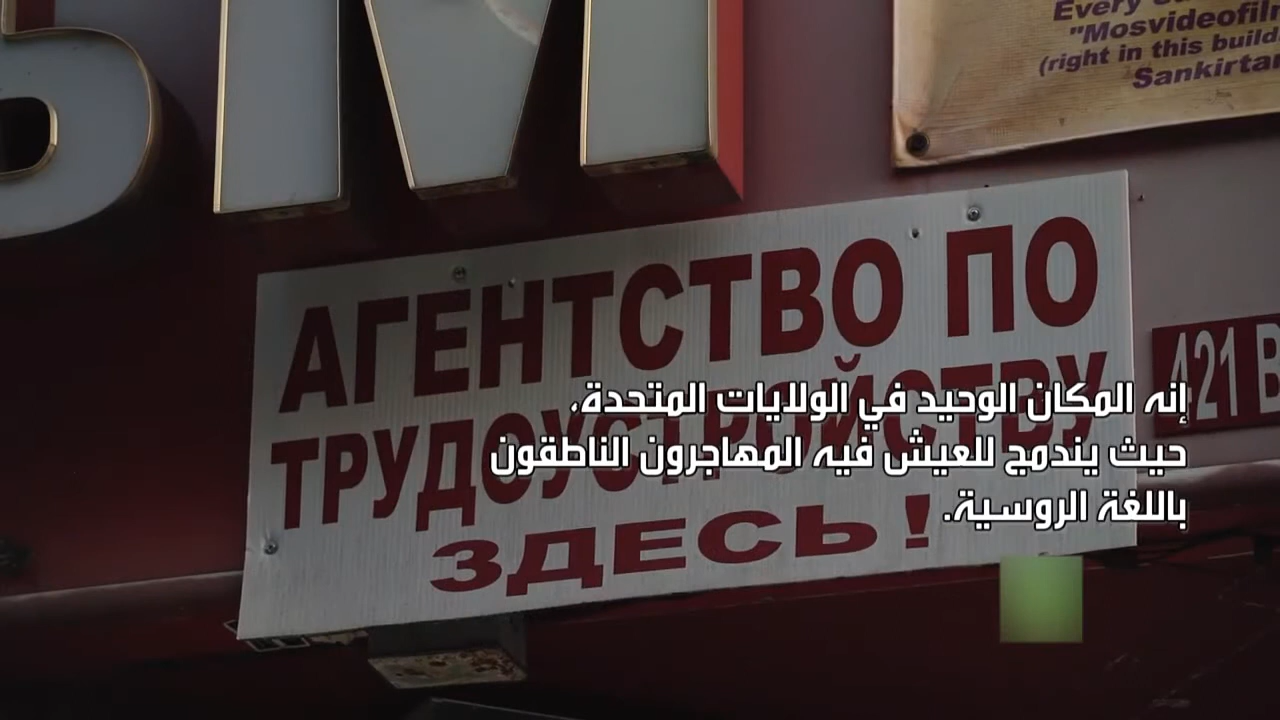 ЬМ
Every
"Mosvideofilm
(right in this build
Sankirtan
АГЕНТСТВО ПО
ТРУДОУСТРОЙСТВУ
ЗДЕСЬ!
421 B
إنه المكان الوحيد في الولايات المتحدة،
حيث يندمج للعيش فيه المهاجرون الناطقون
باللغة الروسية.